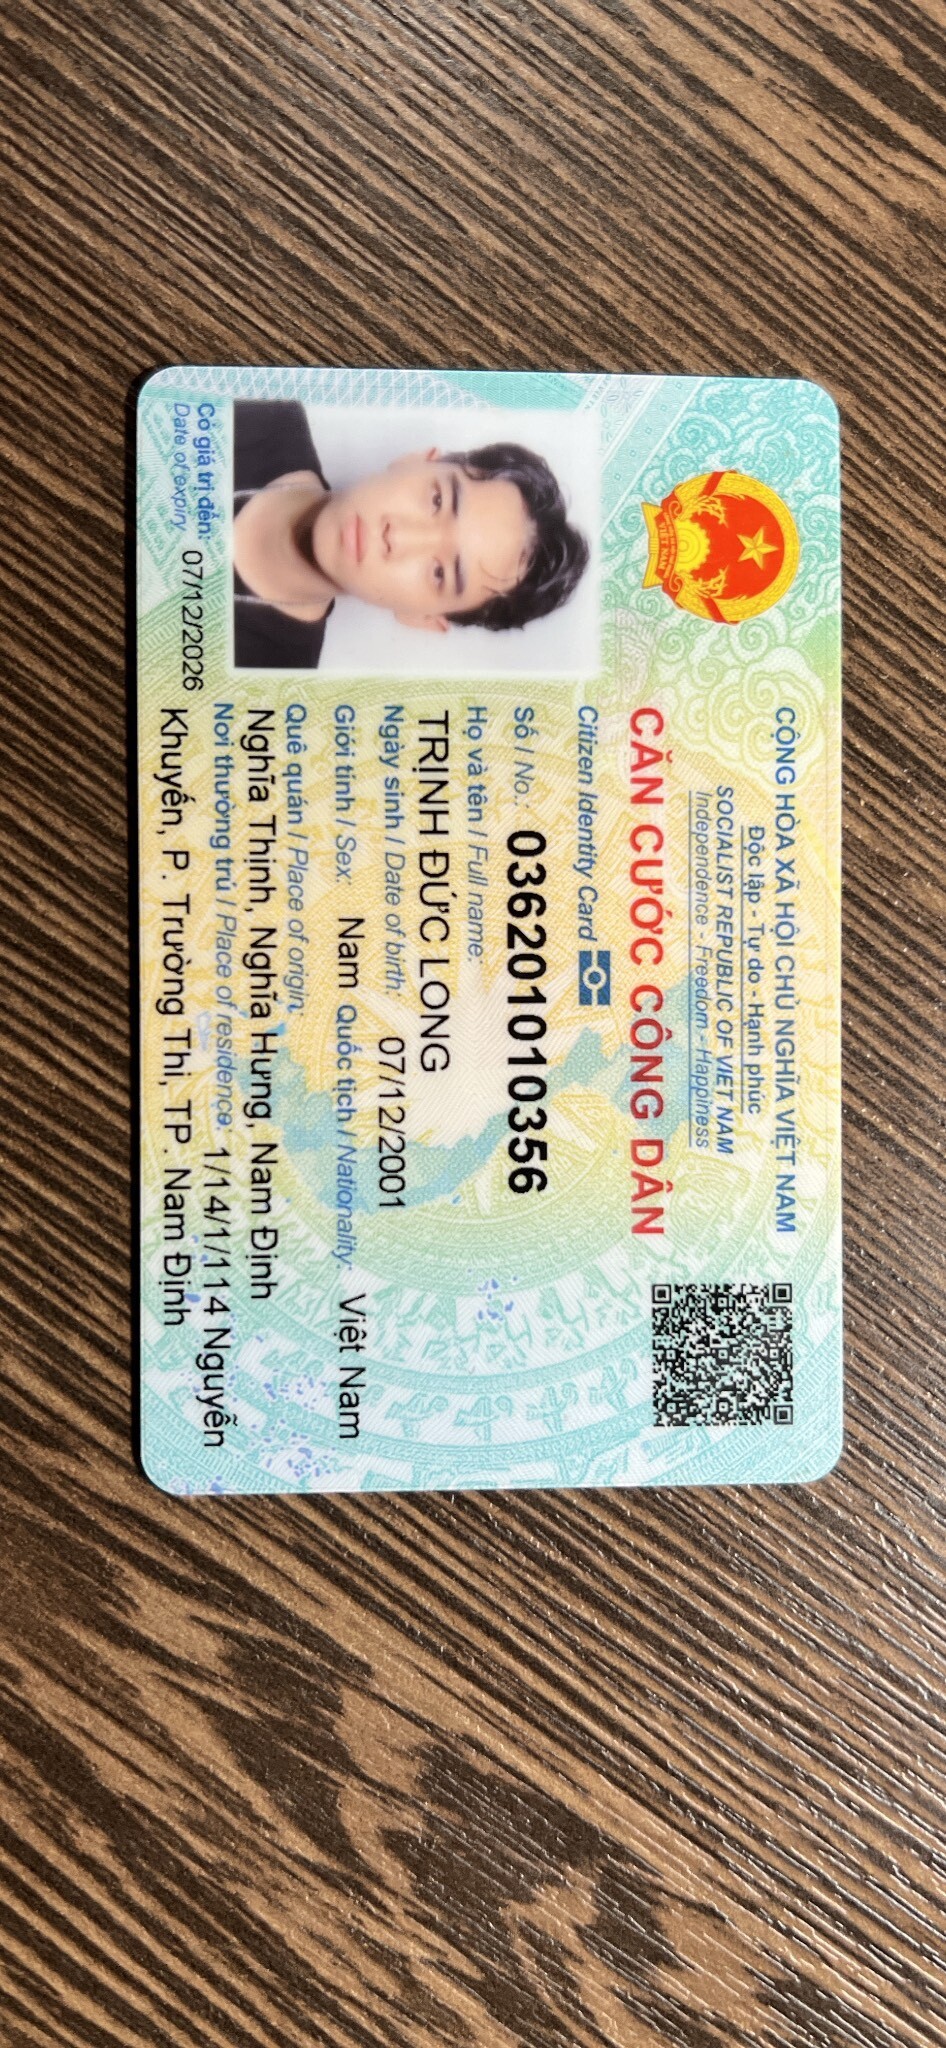 CỘNG HÒA XÃ HỘI CHỦ NGHĨA VIỆT NAM
Độc lập - Tự do - Hạnh phúc
SOCIALIST REPUBLIC OF VIET NAM
Independence - Freedom - Happiness
CĂN CƯỚC CÔNG DÂN
Citizen Identity Card
Số / No.: 036201010356
Họ và tên / Full name:
TRỊNH ĐỨC LONG
Ngày sinh / Date of birth: 07/12/2001
Giới tính / Sex: Nam Quốc tịch / Nationality: Việt Nam
Quê quán / Place of origin:
Nghĩa Thịnh, Nghĩa Hưng, Nam Định
Nơi thường trú / Place of residence: 1/14/1/114 Nguyễn
Khuyến, P. Trường Thi, TP . Nam Định
Có giá trị đến: 07/12/2026
Date of expiry
VIỆT NAM